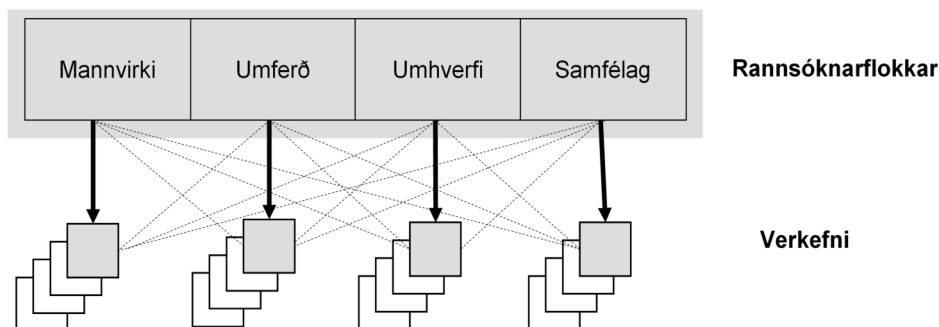 Mannvirki
Umferð
Umhverfi
Samfélag
Rannsóknarflokkar
Verkefni